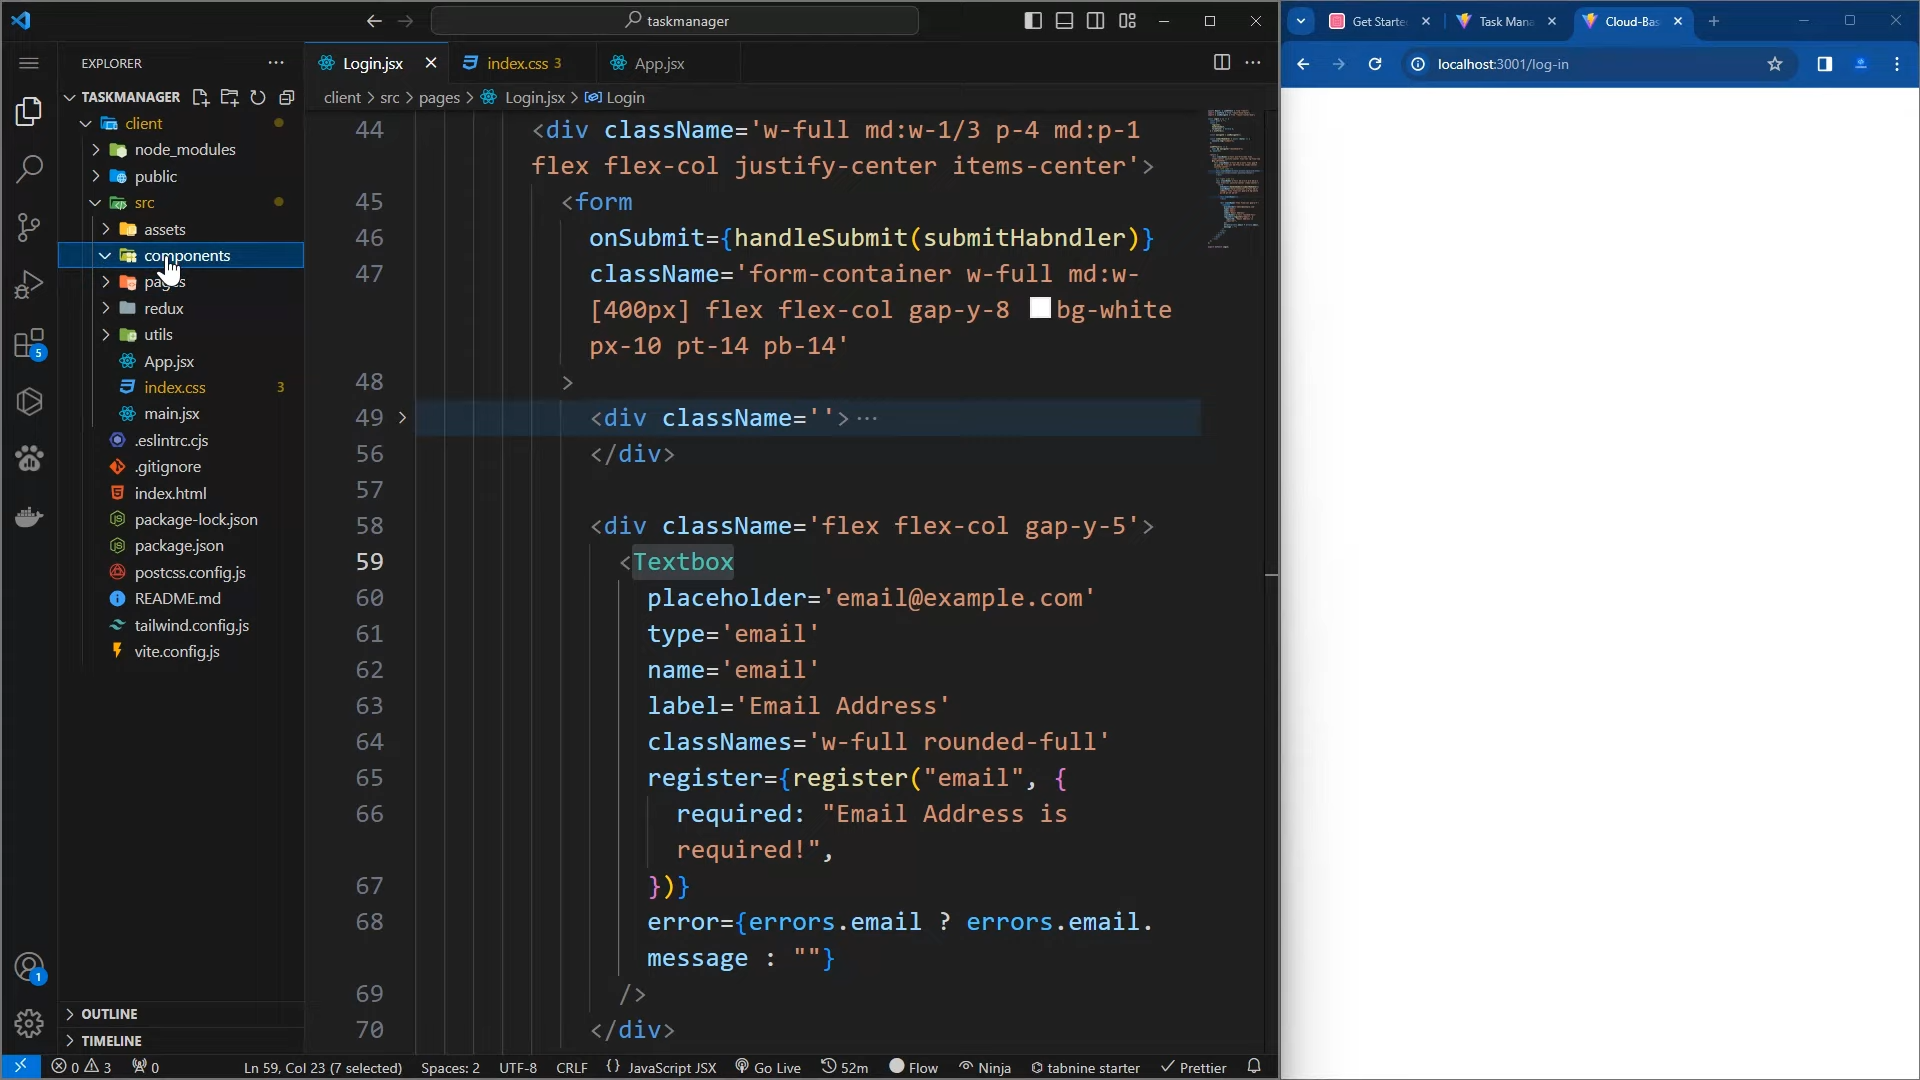 taskmanager
Get Starte
Task Mana
Cloud-Bas
EXPLORER
Login.jsx
index.css 3
App.jsx
localhost:3001/log-in
TASKMANAGER
client > src > pages > Login.jsx > Login
client
node_modules
public
src
assets
components
pages
redux
utils
App.jsx
index.css 3
main.jsx
.eslintrc.cjs
.gitignore
index.html
package-lock.json
package.json
postcss.config.js
README.md
tailwind.config.js
vite.config.js
OUTLINE
TIMELINE
5
1
44 <div className='w-full md:w-1/3 p-4 md:p-1
flex flex-col justify-center items-center'>
45 <form
46 onSubmit={handleSubmit(submitHabndler)}
47 className='form-container w-full md:w-
[400px] flex flex-col gap-y-8 bg-white
px-10 pt-14 pb-14'
48 >
49 <div className=''>⋯
56 </div>
57
58 <div className='flex flex-col gap-y-5'>
59 <Textbox
60 placeholder='email@example.com'
61 type='email'
62 name='email'
63 label='Email Address'
64 classNames='w-full rounded-full'
65 register={register("email", {
66 required: "Email Address is
required!",
67 })}
68 error={errors.email ? errors.email.
message : ""}
69 />
70 </div>
0 3 0 Ln 59, Col 23 (7 selected) Spaces: 2 UTF-8 CRLF {} JavaScript JSX Go Live 52m Flow Ninja tabnine starter Prettier